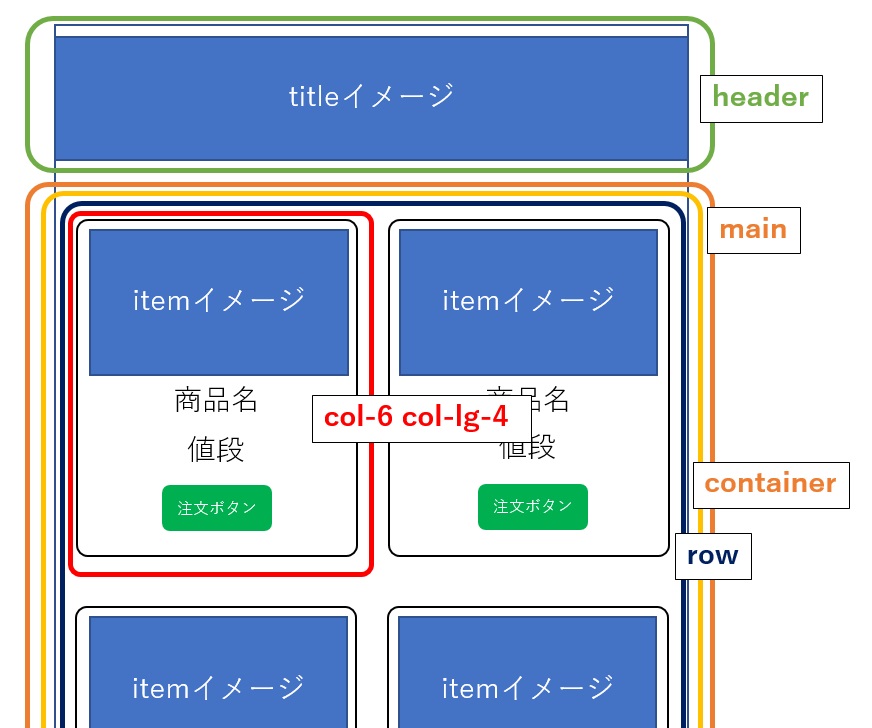 titleイメージ
header
main
itemイメージ
itemイメージ
商品名
品名
col-6 col-lg-4
値段
値段
container
注文ボタン
注文ボタン
row
itemイメージ
itemイメージ